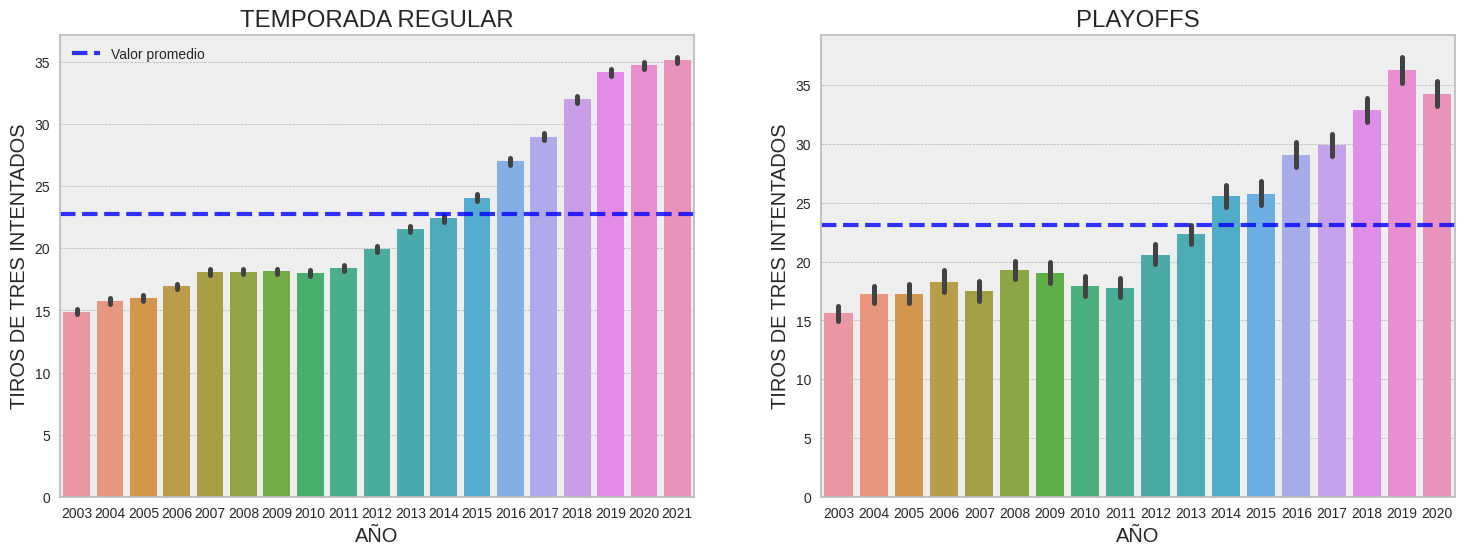 TEMPORADA REGULAR
Valor promedio
TIROS DE TRES INTENTADOS
35
30
25
20
15
10
5
0
2003 2004 2005 2006 2007 2008 2009 2010 2011 2012 2013 2014 2015 2016 2017 2018 2019 2020 2021
AÑO
PLAYOFFS
TIROS DE TRES INTENTADOS
35
30
25
20
15
10
5
0
2003 2004 2005 2006 2007 2008 2009 2010 2011 2012 2013 2014 2015 2016 2017 2018 2019 2020
AÑO